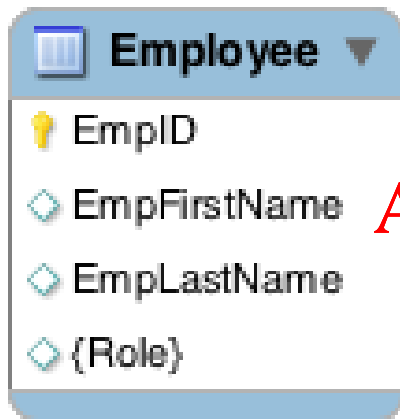 Employee
EmpID
EmpFirstName A
EmpLastName
{Role}